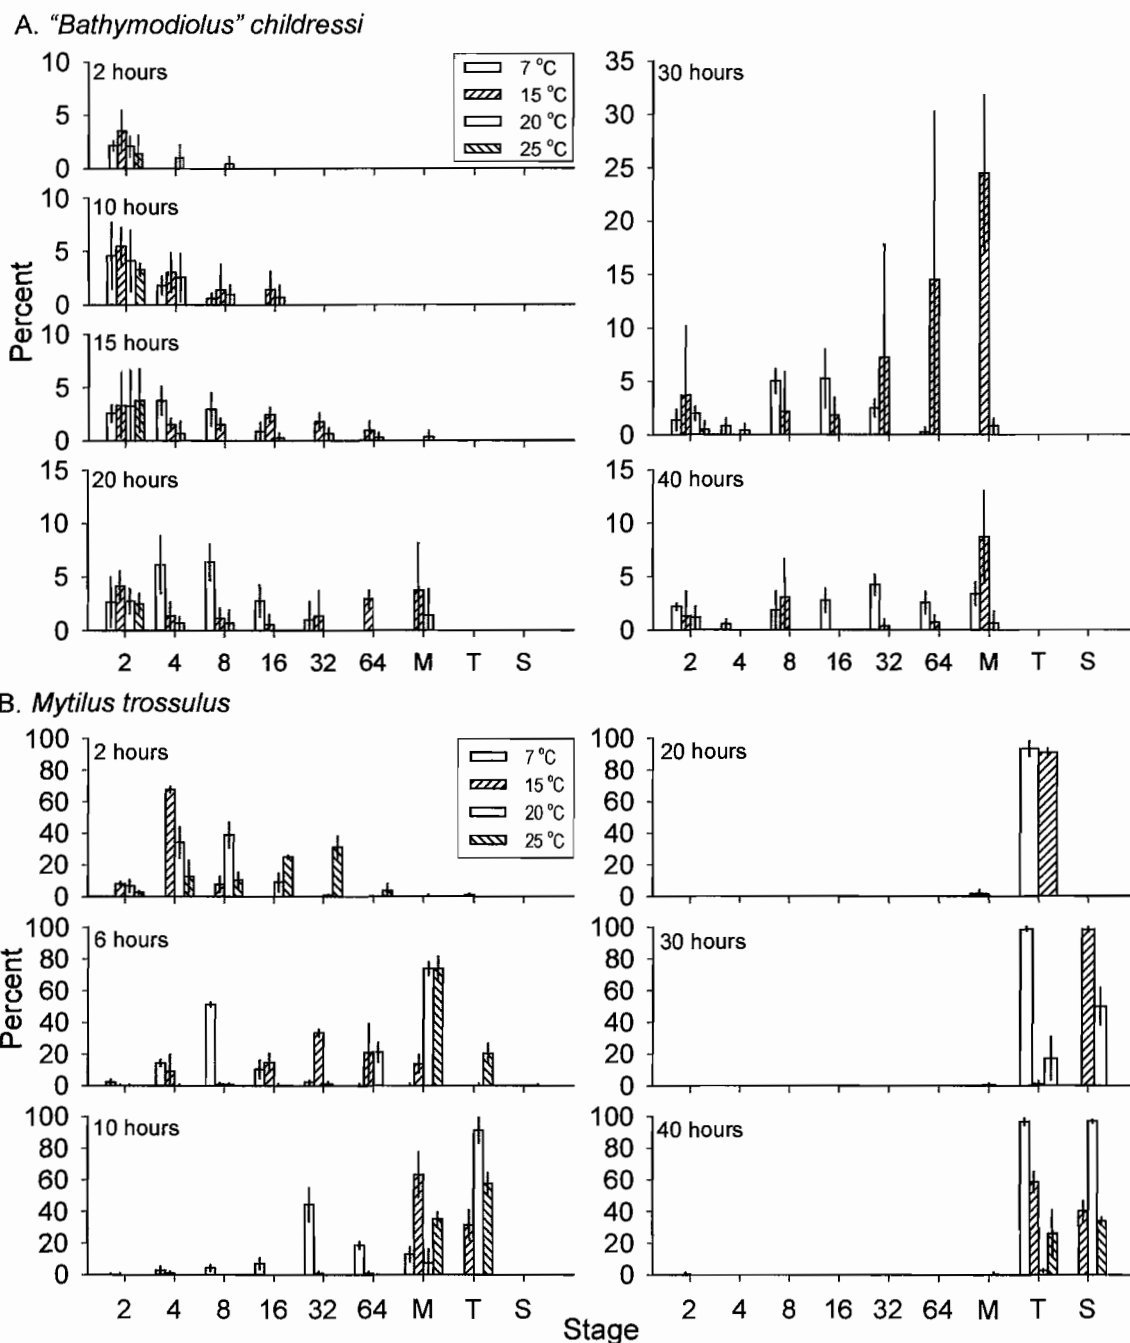 A. "Bathymodiolus" childressi
10
5
0
2 hours
7 °C
15 °C
20 °C
25 °C
10
5
0
10 hours
10
5
0
15 hours
15
10
5
0
20 hours
Percent
2 4 8 16 32 64 M T S
35
30
25
20
15
10
5
0
30 hours
15
10
5
0
40 hours
2 4 8 16 32 64 M T S
B. Mytilus trossulus
100
80
60
40
20
0
2 hours
7 °C
15 °C
20 °C
25 °C
100
80
60
40
20
0
6 hours
100
80
60
40
20
0
10 hours
Percent
2 4 8 16 32 64 M T S
100
80
60
40
20
0
20 hours
100
80
60
40
20
0
30 hours
100
80
60
40
20
0
40 hours
2 4 8 16 32 64 M T S
Stage